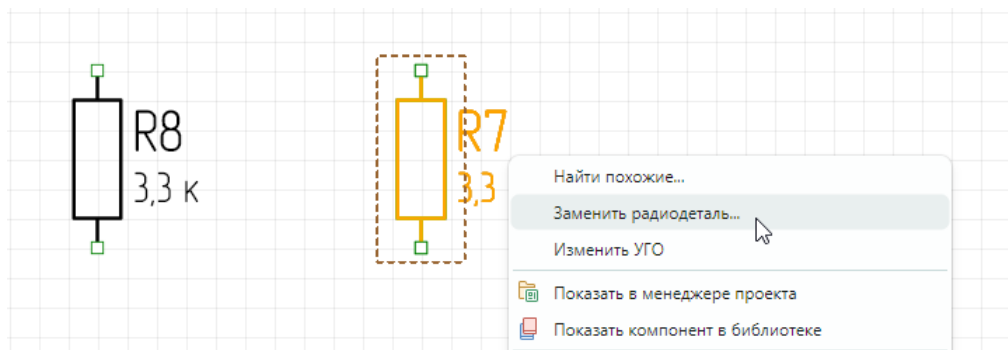 R8
3,3 к
R7
3,3
Найти похожие...
Заменить радиодеталь...
Изменить УГО
Показать в менеджере проекта
Показать компонент в библиотеке